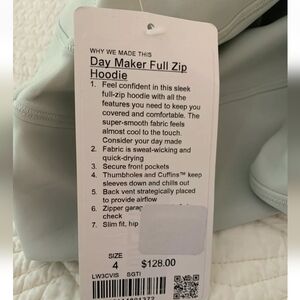 WHY WE MADE THIS
Day Maker Full Zip
Hoodie
1. Feel confident in this sleek
full-zip hoodie with all the
features you need to keep you
covered and comfortable. The
super-smooth fabric feels
almost cool to the touch.
Consider your day made
2. Fabric is sweat-wicking and
quick-drying
3. Secure front pockets
4. Thumbholes and Cuffins™ keep
sleeves down and chills out
5. Back vent strategically placed
to provide airflow
6. Zipper garag
check
7. Slim fit, hip
SIZE
4 $128.00
LW3CVIS SGTI